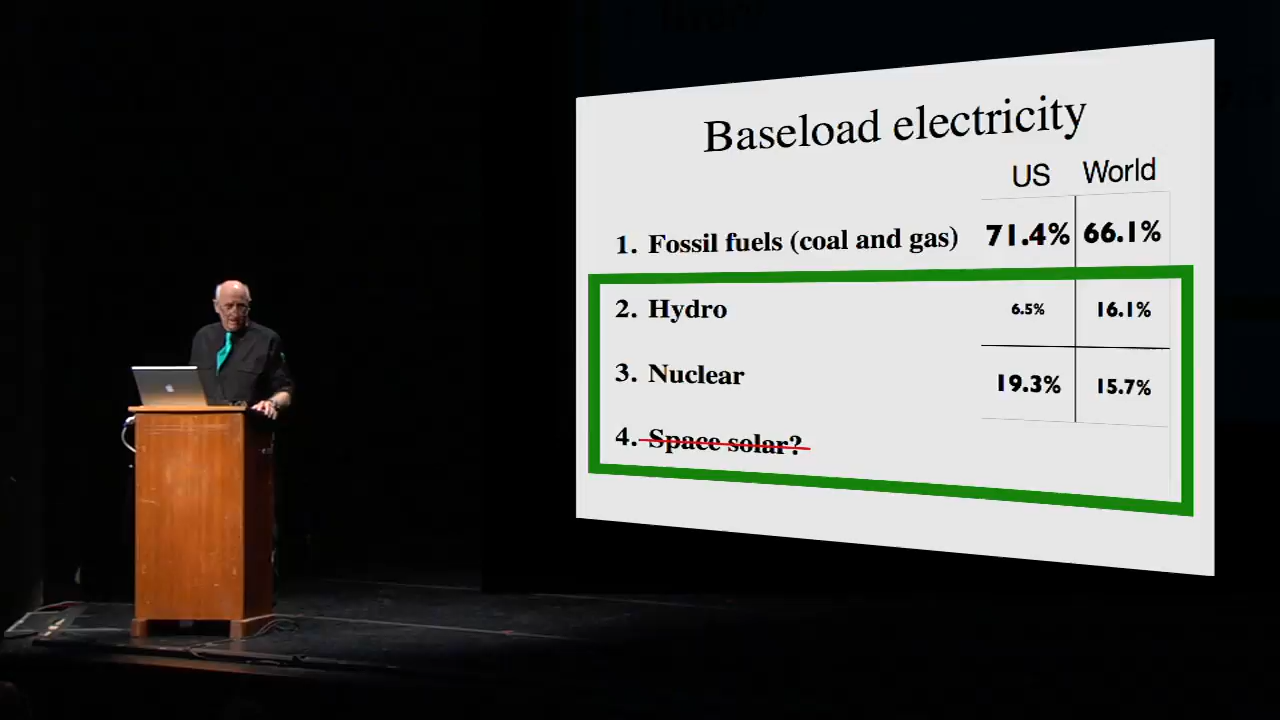 Baseload electricity
US World
1. Fossil fuels (coal and gas) 71.4% 66.1%
2. Hydro 6.5% 16.1%
3. Nuclear 19.3% 15.7%
4. Space solar?